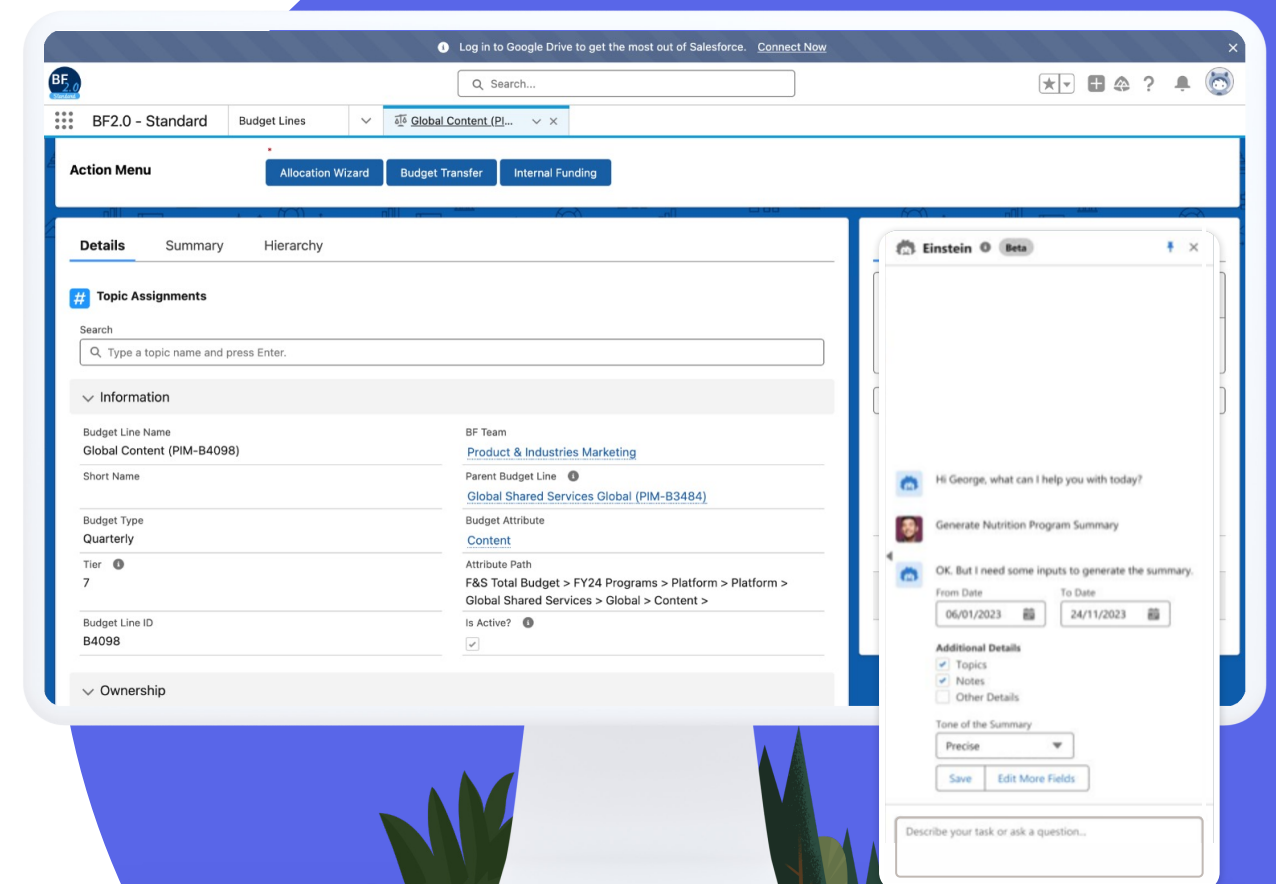 Log in to Google Drive to get the most out of Salesforce. Connect Now
BF
2.0
Standard
Search...
BF2.0 - Standard
Budget Lines
Global Content (PI...
Action Menu
Allocation Wizard
Budget Transfer
Internal Funding
Details
Summary
Hierarchy
# Topic Assignments
Search
Type a topic name and press Enter.
Information
Budget Line Name
Global Content (PIM-B4098)
BF Team
Product & Industries Marketing
Short Name
Parent Budget Line
Global Shared Services Global (PIM-B3484)
Budget Type
Quarterly
Budget Attribute
Content
Tier
7
Attribute Path
F&S Total Budget > FY24 Programs > Platform > Platform >
Global Shared Services > Global > Content >
Budget Line ID
B4098
Is Active?
Ownership
Einstein
Beta
Hi George, what can I help you with today?
Generate Nutrition Program Summary
OK. But I need some inputs to generate the summary.
From Date
To Date
06/01/2023
24/11/2023
Additional Details
Topics
Notes
Other Details
Tone of the Summary
Precise
Save
Edit More Fields
Describe your task or ask a question...